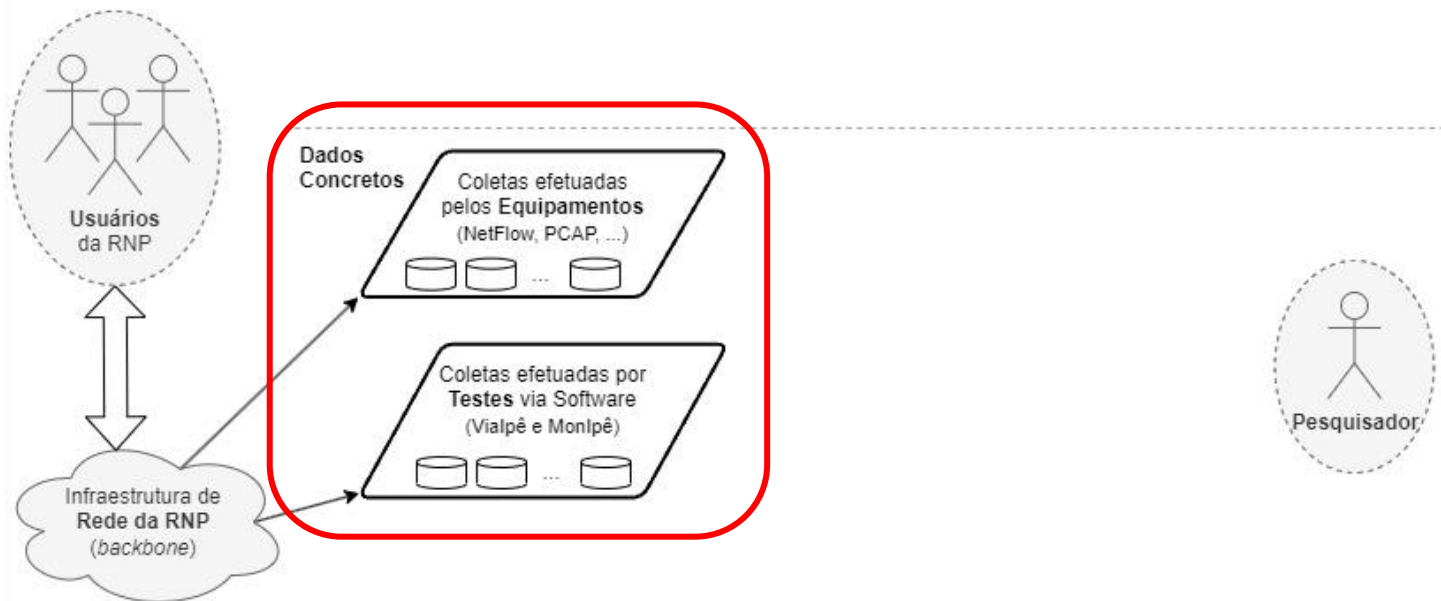 Usuários
da RNP
Dados
Concretos
Coletas efetuadas
pelos Equipamentos
(NetFlow, PCAP, ...)
...
Coletas efetuadas por
Testes via Software
(ViaIpê e MonIpê)
...
Infraestrutura de
Rede da RNP
(backbone)
Pesquisador